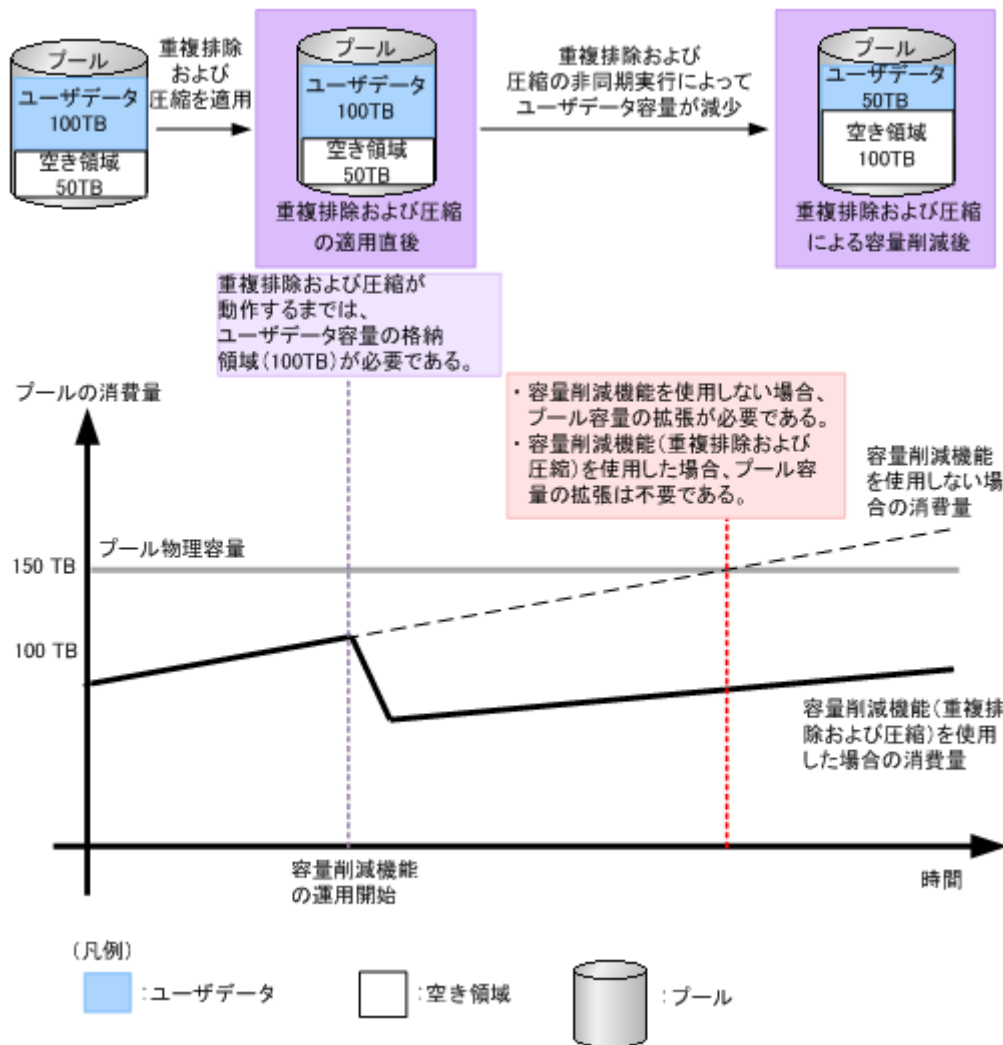 プール
ユーザデータ
100TB
空き領域
50TB
重複排除
および
圧縮を適用
プール
ユーザデータ
100TB
空き領域
50TB
重複排除および圧縮
の適用直後
重複排除および
圧縮の非同期実行によって
ユーザデータ容量が減少
プール
ユーザデータ
50TB
空き領域
100TB
重複排除および圧縮
による容量削減後
重複排除および圧縮が
動作するまでは、
ユーザデータ容量の格納
領域(100TB)が必要である。
プールの消費量
・容量削減機能を使用しない場合、
プール容量の拡張が必要である。
・容量削減機能(重複排除および
圧縮)を使用した場合、プール容
量の拡張は不要である。
容量削減機能
を使用しない場
合の消費量
プール物理容量
150 TB
100 TB
容量削減機能(重複排
除および圧縮)を使用
した場合の消費量
容量削減機能
の運用開始
時間
(凡例)
:ユーザデータ
:空き領域
:プール